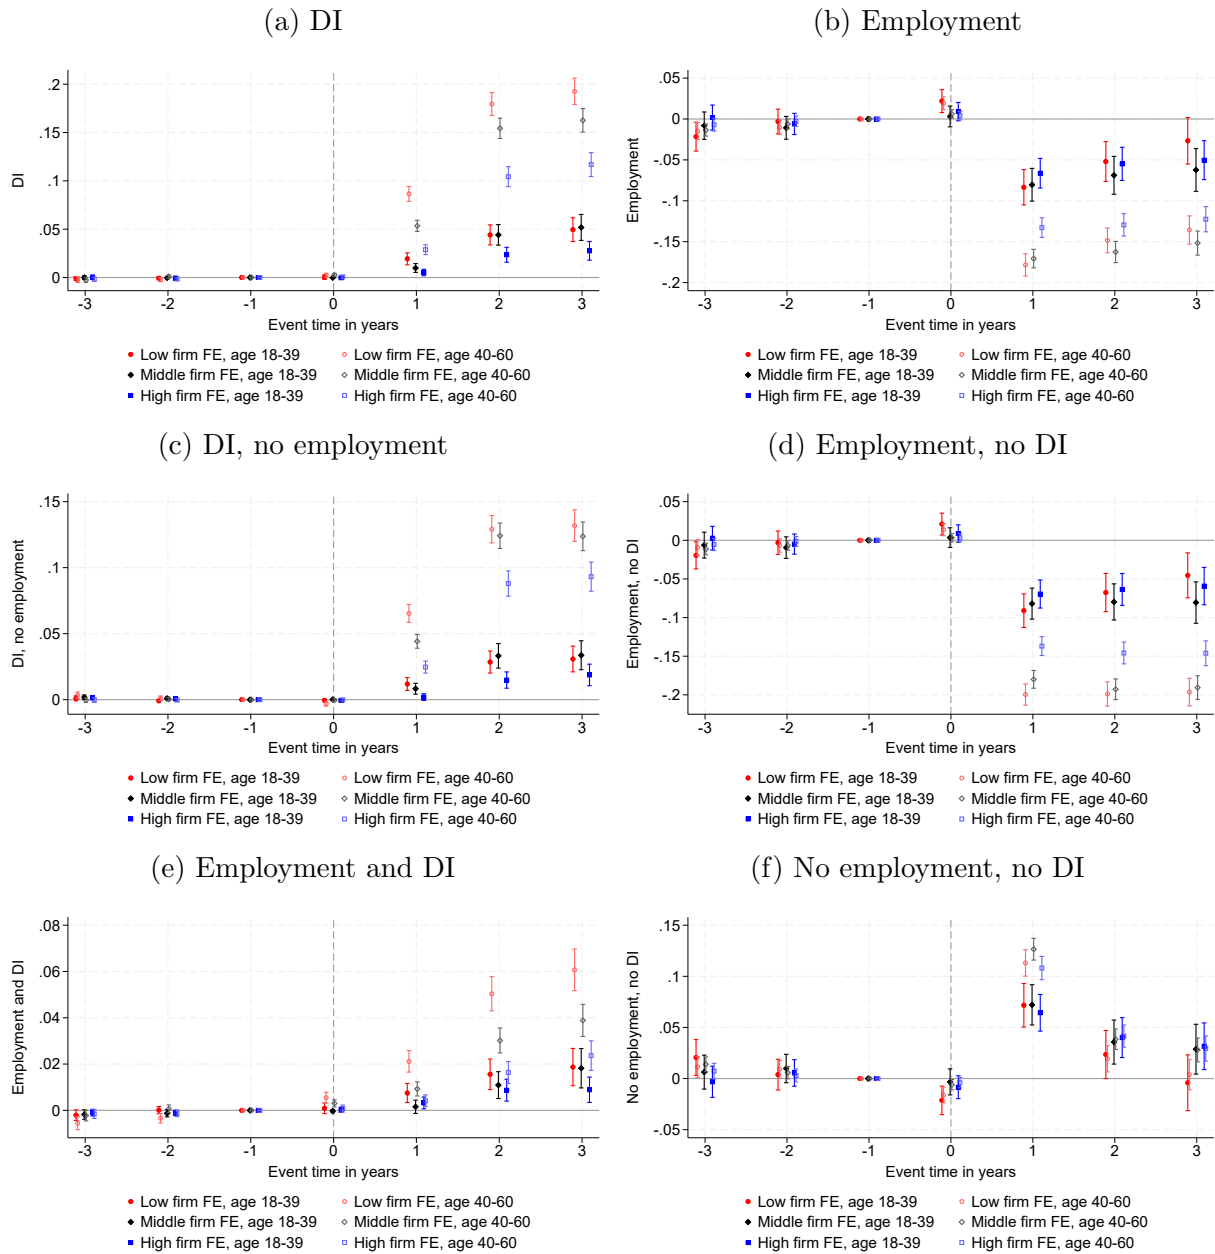 (a) DI
(b) Employment
.2
.15
.1
.05
0
DI
-3 -2 -1 0 1 2 3
Event time in years
Low firm FE, age 18-39 Low firm FE, age 40-60
Middle firm FE, age 18-39 Middle firm FE, age 40-60
High firm FE, age 18-39 High firm FE, age 40-60
.05
0
-.05
-.1
-.15
-.2
Employment
-3 -2 -1 0 1 2 3
Event time in years
Low firm FE, age 18-39 Low firm FE, age 40-60
Middle firm FE, age 18-39 Middle firm FE, age 40-60
High firm FE, age 18-39 High firm FE, age 40-60
(c) DI, no employment
(d) Employment, no DI
.15
.1
.05
0
DI, no employment
-3 -2 -1 0 1 2 3
Event time in years
Low firm FE, age 18-39 Low firm FE, age 40-60
Middle firm FE, age 18-39 Middle firm FE, age 40-60
High firm FE, age 18-39 High firm FE, age 40-60
.05
0
-.05
-.1
-.15
-.2
Employment, no DI
-3 -2 -1 0 1 2 3
Event time in years
Low firm FE, age 18-39 Low firm FE, age 40-60
Middle firm FE, age 18-39 Middle firm FE, age 40-60
High firm FE, age 18-39 High firm FE, age 40-60
(e) Employment and DI
(f) No employment, no DI
.08
.06
.04
.02
0
Employment and DI
-3 -2 -1 0 1 2 3
Event time in years
Low firm FE, age 18-39 Low firm FE, age 40-60
Middle firm FE, age 18-39 Middle firm FE, age 40-60
High firm FE, age 18-39 High firm FE, age 40-60
.15
.1
.05
0
-.05
No employment, no DI
-3 -2 -1 0 1 2 3
Event time in years
Low firm FE, age 18-39 Low firm FE, age 40-60
Middle firm FE, age 18-39 Middle firm FE, age 40-60
High firm FE, age 18-39 High firm FE, age 40-60